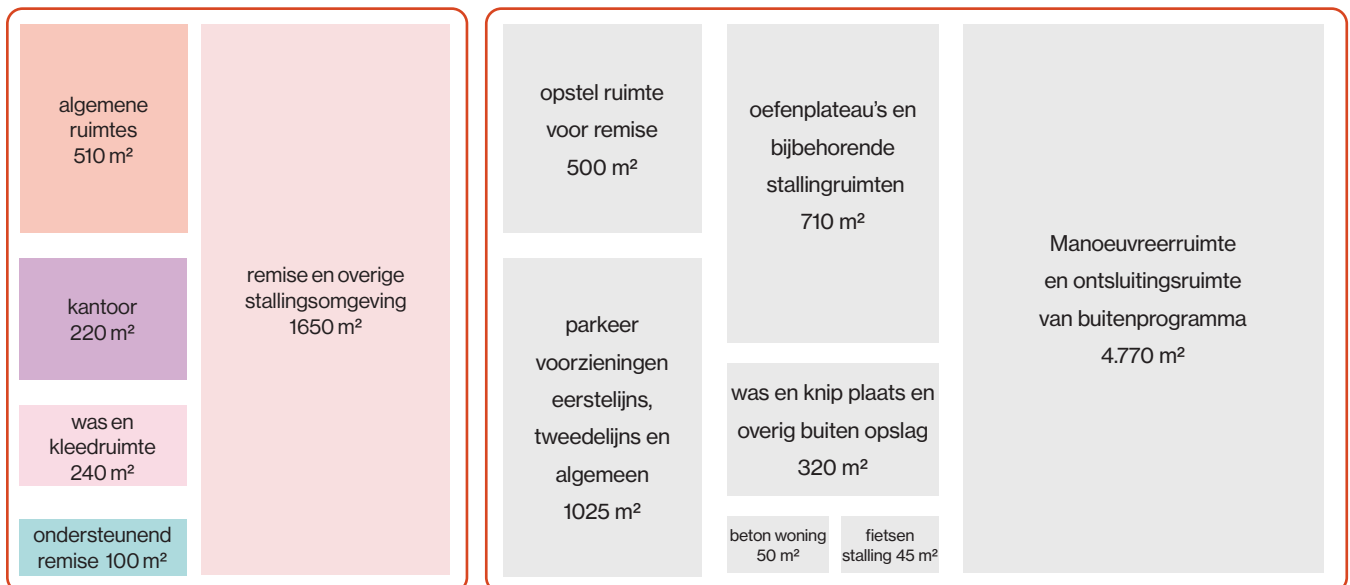 algemene
ruimtes
510 m²
kantoor
220 m²
was en
kleedruimte
240 m²
ondersteunend
remise 100 m²
remise en overige
stallingsomgeving
1650 m²
opstel ruimte
voor remise
500 m²
parkeer
voorzieningen
eerstelijns,
tweedelijns en
algemeen
1025 m²
oefenplateau's en
bijbehorende
stallingruimten
710 m²
was en knip plaats en
overig buiten opslag
320 m²
beton woning
50 m²
fietsen
stalling 45 m²
Manoeuvreerruimte
en ontsluitingsruimte
van buitenprogramma
4.770 m²